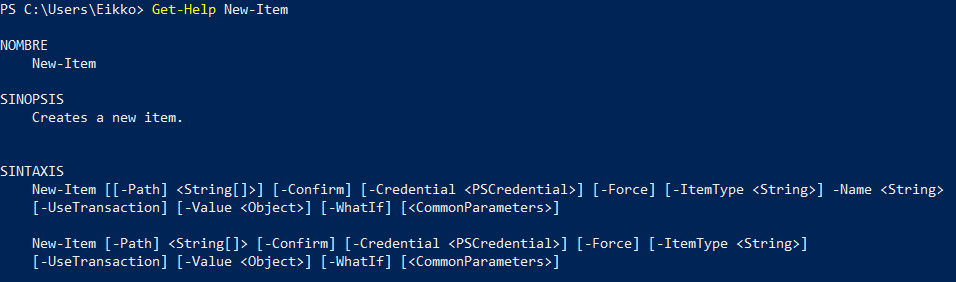 PS C:\Users\Eikko> Get-Help New-Item
NOMBRE
New-Item
SINOPSIS
Creates a new item.
SINTAXIS
New-Item [[-Path] <String[]>] [-Confirm] [-Credential <PSCredential>] [-Force] [-ItemType <String>] -Name <String>
[-UseTransaction] [-Value <Object>] [-WhatIf] [<CommonParameters>]
New-Item [-Path] <String[]> [-Confirm] [-Credential <PSCredential>] [-Force] [-ItemType <String>]
[-UseTransaction] [-Value <Object>] [-WhatIf] [<CommonParameters>]